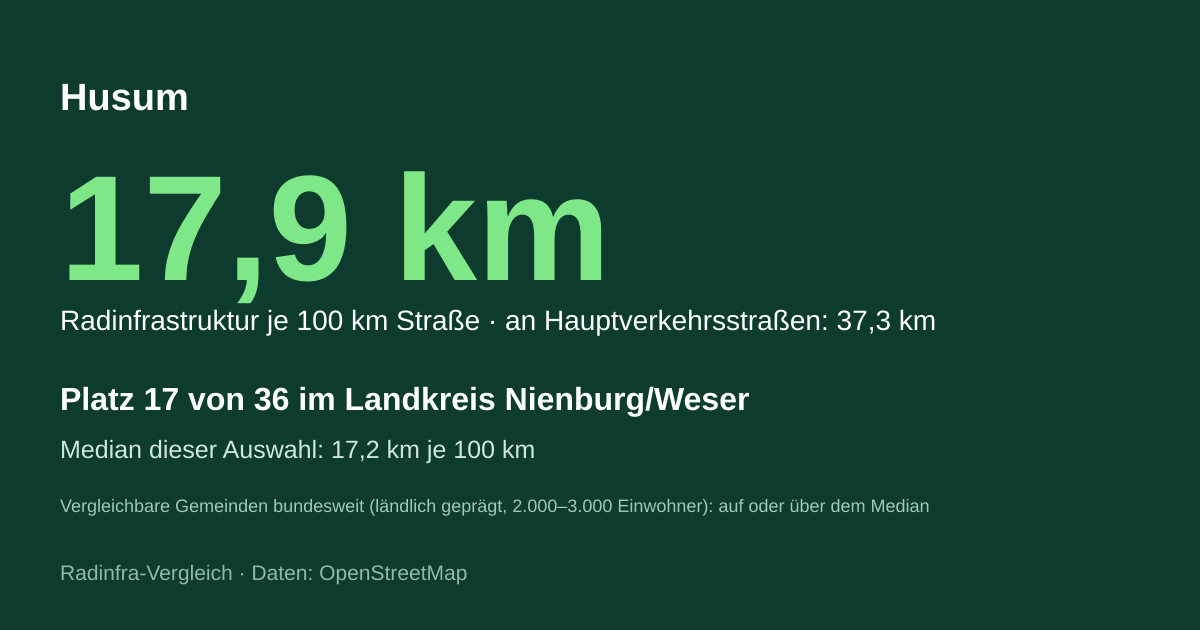 Husum
17,9 km
Radinfrastruktur je 100 km Straße · an Hauptverkehrsstraßen: 37,3 km
Platz 17 von 36 im Landkreis Nienburg/Weser
Median dieser Auswahl: 17,2 km je 100 km
Vergleichbare Gemeinden bundesweit (ländlich geprägt, 2.000–3.000 Einwohner): auf oder über dem Median
Radinfra-Vergleich · Daten: OpenStreetMap